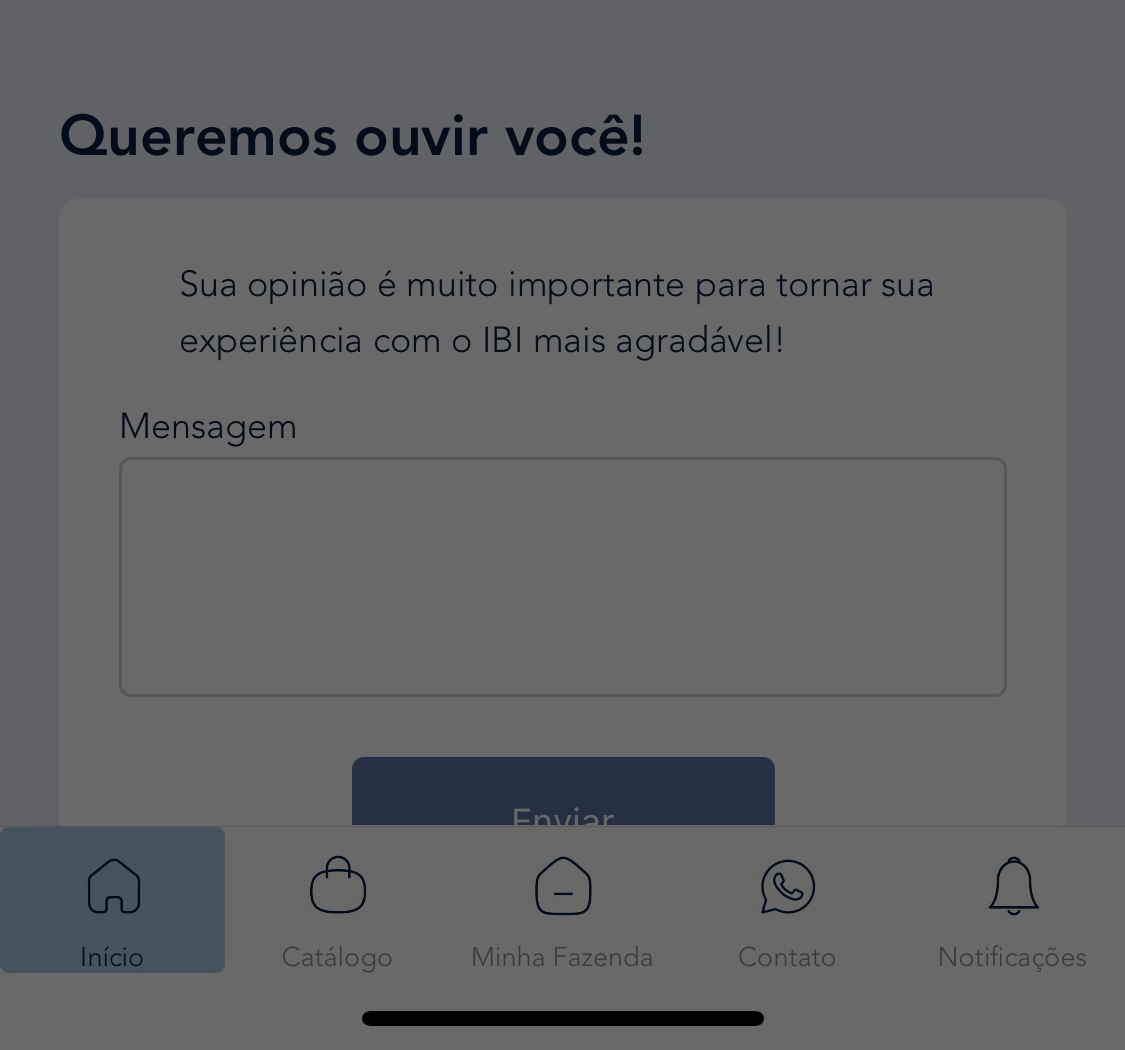 Queremos ouvir você!
Sua opinião é muito importante para tornar sua
experiência com o IBI mais agradável!
Mensagem
Enviar
Início
Catálogo
Minha Fazenda
Contato
Notificações